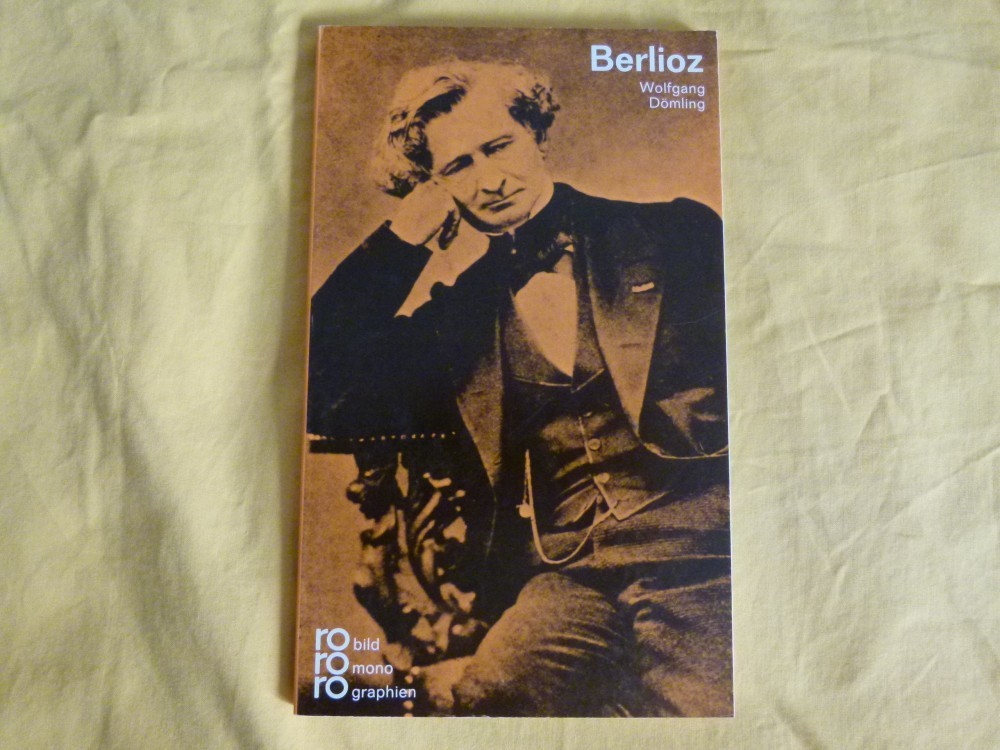 Berlioz
Wolfgang
Dömling
ro bild
ro mono
ro graphien